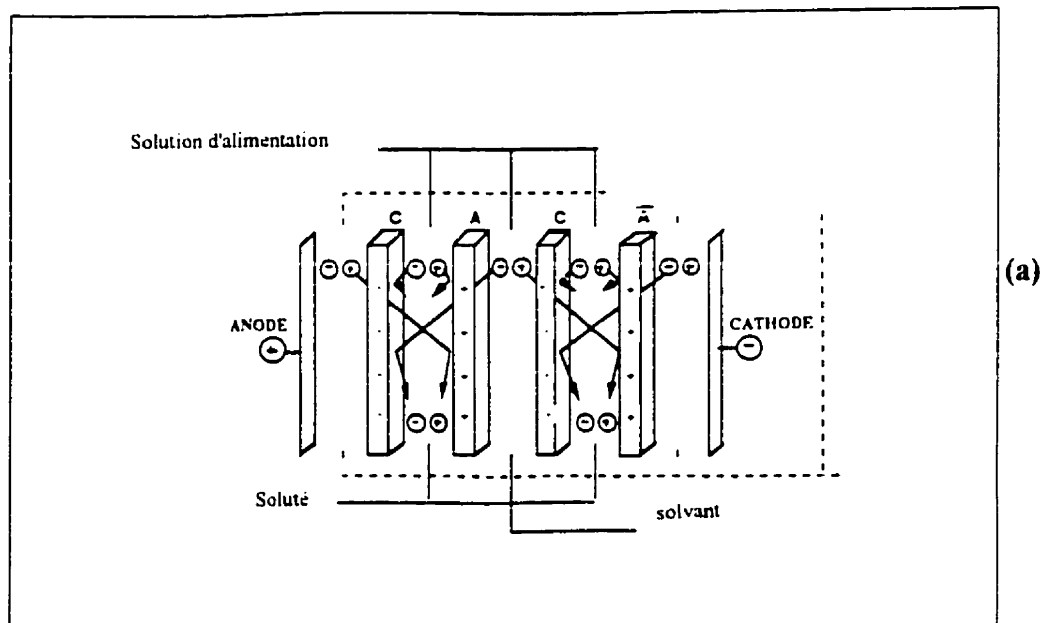 Solution d'alimentation
C A C Ā
(a)
ANODE
CATHODE
Soluté
solvant